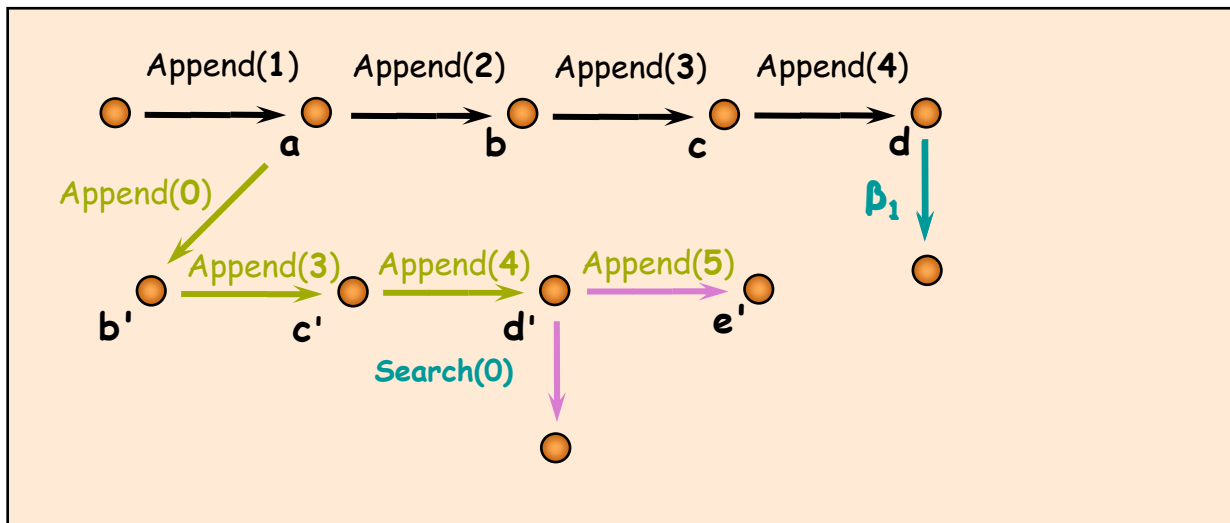 Append(1) Append(2) Append(3) Append(4)
a b c d
Append(0) β₁
Append(3) Append(4) Append(5)
b' c' d' e'
Search(0)